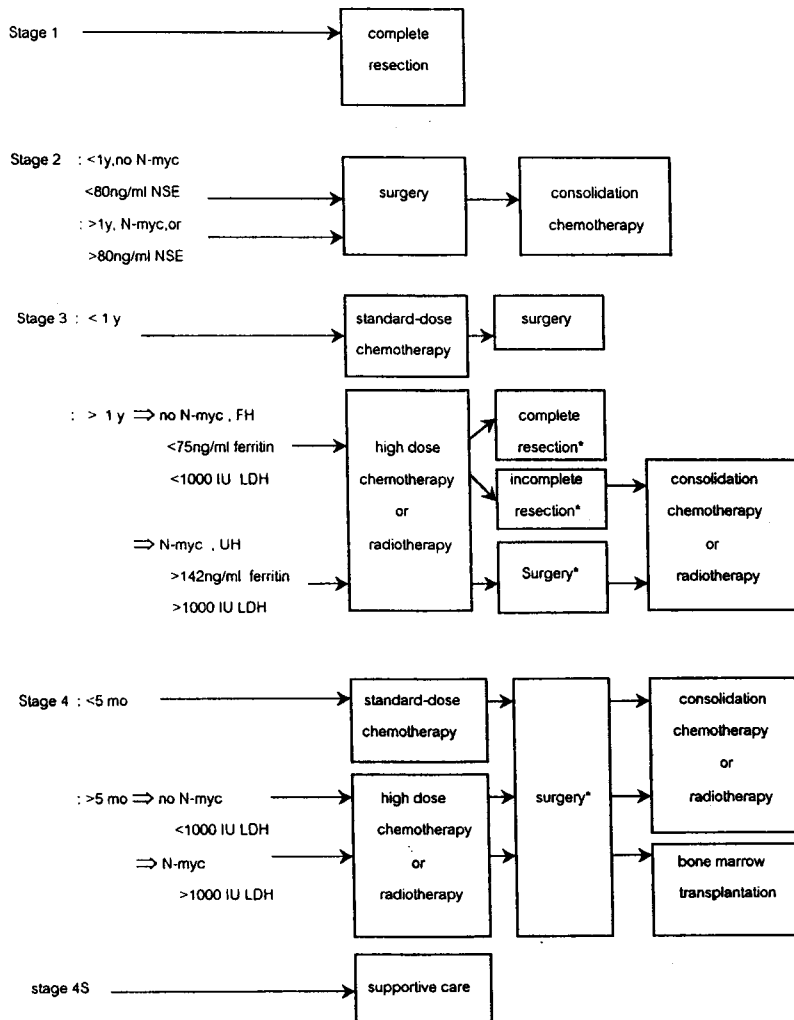 Stage 1
complete
resection
Stage 2 : <1y,no N-myc
<80ng/ml NSE
: >1y, N-myc,or
>80ng/ml NSE
surgery
consolidation
chemotherapy
Stage 3 : < 1 y
standard-dose
chemotherapy
surgery
: > 1 y ⇒ no N-myc , FH
<75ng/ml ferritin
<1000 IU LDH
⇒ N-myc , UH
>142ng/ml ferritin
>1000 IU LDH
high dose
chemotherapy
or
radiotherapy
complete
resection*
incomplete
resection*
Surgery*
consolidation
chemotherapy
or
radiotherapy
Stage 4 : <5 mo
standard-dose
chemotherapy
: >5 mo ⇒ no N-myc
<1000 IU LDH
⇒ N-myc
>1000 IU LDH
high dose
chemotherapy
or
radiotherapy
surgery*
consolidation
chemotherapy
or
radiotherapy
bone marrow
transplantation
stage 4S
supportive care